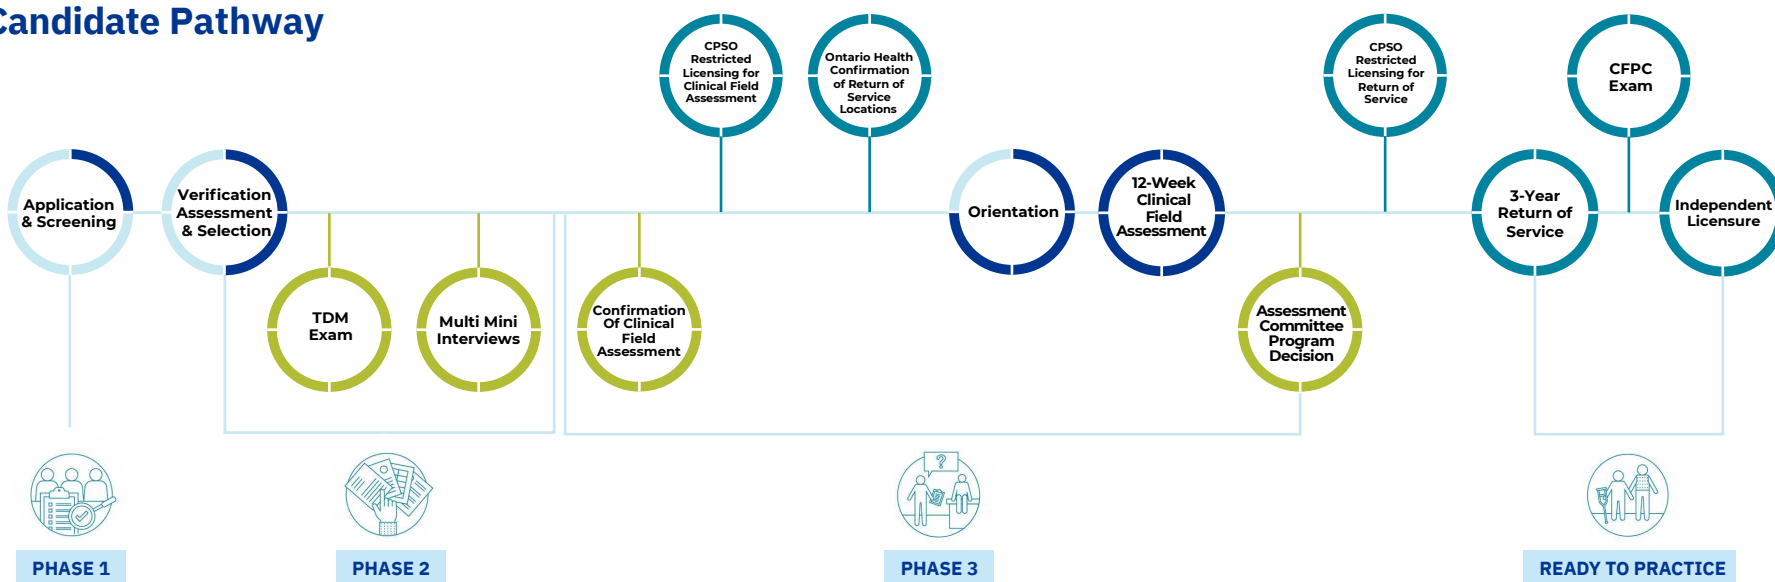 Candidate Pathway
CPSO
Restricted
Licensing for
Clinical Field
Assessment
Ontario Health
Confirmation
of Return of
Service
Locations
CPSO
Restricted
Licensing for
Return of
Service
CFPC
Exam
Application
& Screening
Verification
Assessment
& Selection
Orientation
12-Week
Clinical
Field
Assessment
3-Year
Return of
Service
Independent
Licensure
TDM
Exam
Multi Mini
Interviews
Confirmation
Of Clinical
Field
Assessment
Assessment
Committee
Program
Decision
?
PHASE 1
PHASE 2
PHASE 3
READY TO PRACTICE